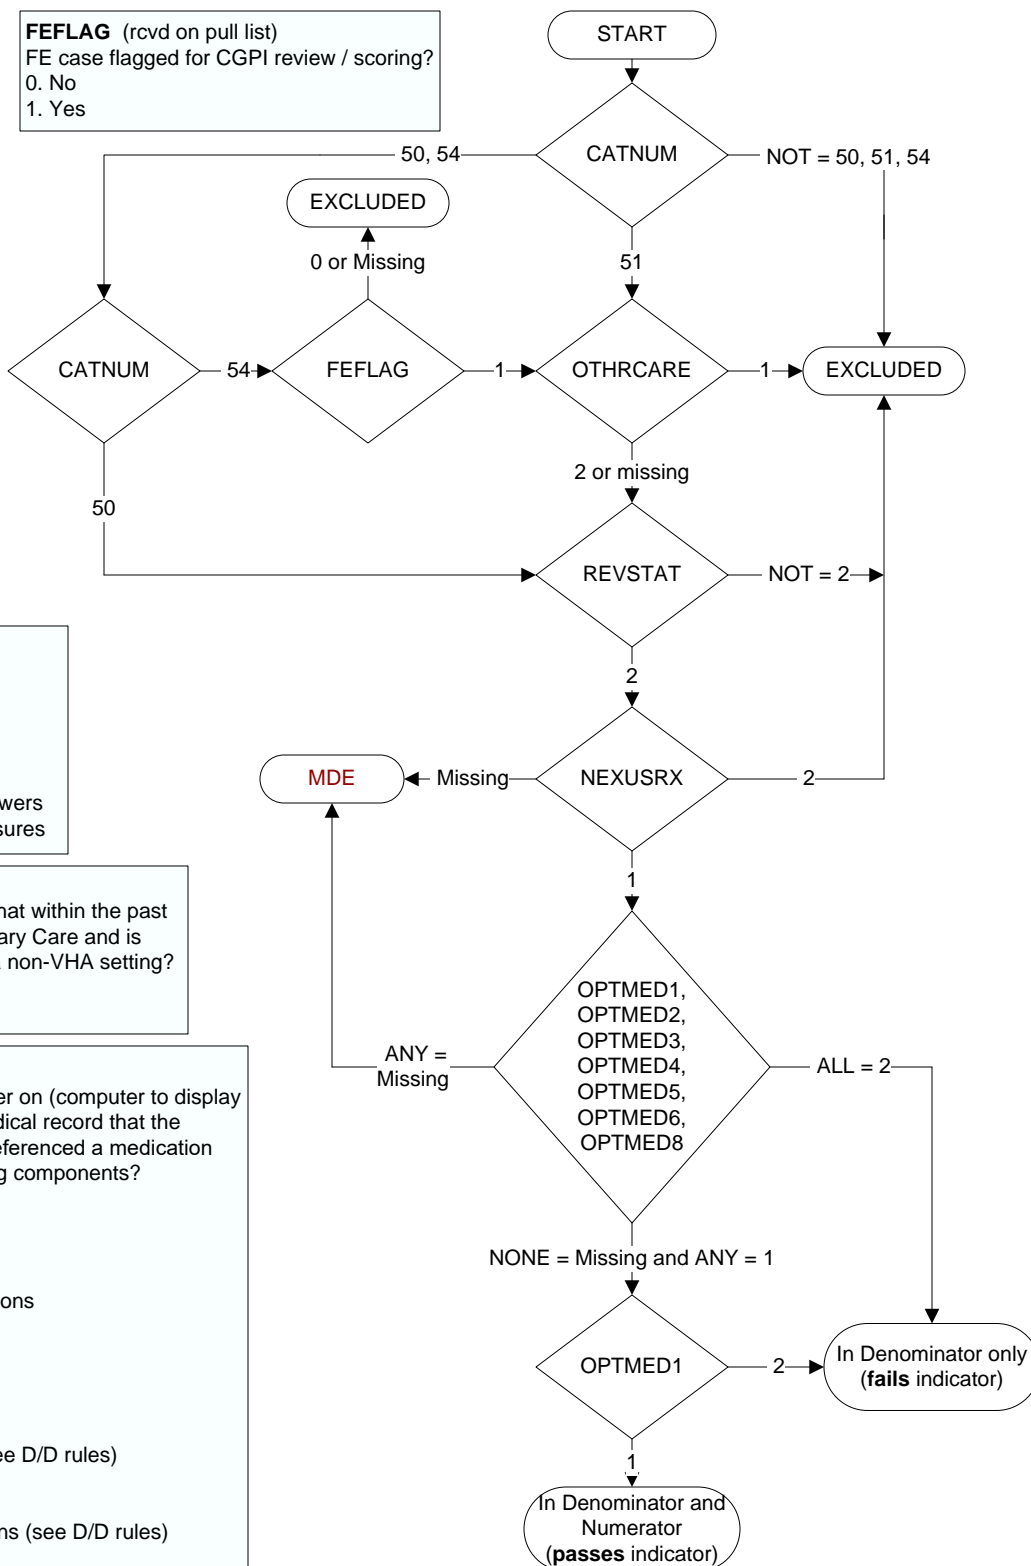 FEFLAG (rcvd on pull list)
FE case flagged for CGPI review / scoring?
0. No
1. Yes
START
CATNUM
50, 54
NOT = 50, 51, 54
EXCLUDED
0 or Missing
51
CATNUM
54
FEFLAG
1
OTHRCARE
1
EXCLUDED
2 or missing
50
REVSTAT
NOT = 2
2
MDE
Missing
NEXUSRX
2
1
wers
sures
hat within the past
ary Care and is
non-VHA setting?
OPTMED1,
OPTMED2,
OPTMED3,
OPTMED4,
OPTMED5,
OPTMED6,
OPTMED8
ANY =
Missing
ALL = 2
er on (computer to display
dical record that the
eferenced a medication
g components?
NONE = Missing and ANY = 1
ons
OPTMED1
2
In Denominator only
(fails indicator)
ee D/D rules)
1
In Denominator and
Numerator
(passes indicator)
ns (see D/D rules)